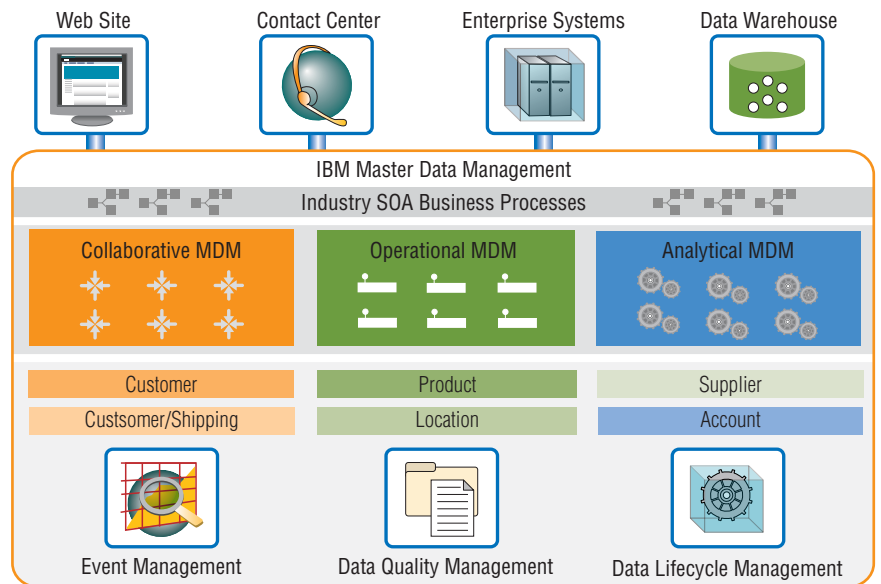 Web Site
Contact Center
Enterprise Systems
Data Warehouse
IBM Master Data Management
Industry SOA Business Processes
Collaborative MDM
Operational MDM
Analytical MDM
Customer
Product
Supplier
Custsomer/Shipping
Location
Account
Event Management
Data Quality Management
Data Lifecycle Management